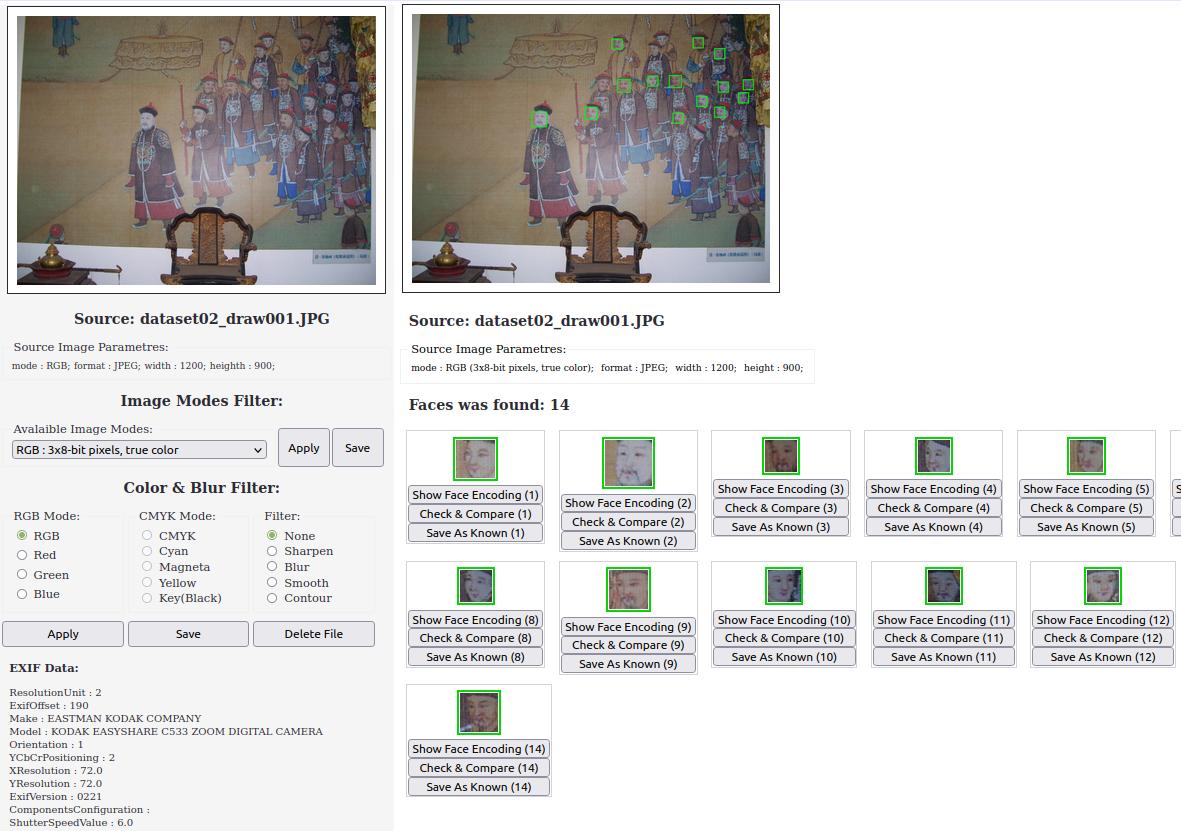 Source: dataset02_draw001.JPG
Source Image Parametres:
mode : RGB; format : JPEG; width : 1200; heighth : 900;
Image Modes Filter:
Avalaible Image Modes:
RGB : 3x8-bit pixels, true color
Apply
Save
Color & Blur Filter:
RGB Mode:
RGB
Red
Green
Blue
CMYK Mode:
CMYK
Cyan
Magneta
Yellow
Key(Black)
Filter:
None
Sharpen
Blur
Smooth
Contour
Apply
Save
Delete File
EXIF Data:
ResolutionUnit : 2
ExifOffset : 190
Make : EASTMAN KODAK COMPANY
Model : KODAK EASYSHARE C533 ZOOM DIGITAL CAMERA
Orientation : 1
YCbCrPositioning : 2
XResolution : 72.0
YResolution : 72.0
ExifVersion : 0221
ComponentsConfiguration :
ShutterSpeedValue : 6.0
Source: dataset02_draw001.JPG
Source Image Parametres:
mode : RGB (3x8-bit pixels, true color); format : JPEG; width : 1200; height : 900;
Faces was found: 14
Show Face Encoding (1)
Check & Compare (1)
Save As Known (1)
Show Face Encoding (2)
Check & Compare (2)
Save As Known (2)
Show Face Encoding (3)
Check & Compare (3)
Save As Known (3)
Show Face Encoding (4)
Check & Compare (4)
Save As Known (4)
Show Face Encoding (5)
Check & Compare (5)
Save As Known (5)
Show Face Encoding (8)
Check & Compare (8)
Save As Known (8)
Show Face Encoding (9)
Check & Compare (9)
Save As Known (9)
Show Face Encoding (10)
Check & Compare (10)
Save As Known (10)
Show Face Encoding (11)
Check & Compare (11)
Save As Known (11)
Show Face Encoding (12)
Check & Compare (12)
Save As Known (12)
Show Face Encoding (14)
Check & Compare (14)
Save As Known (14)